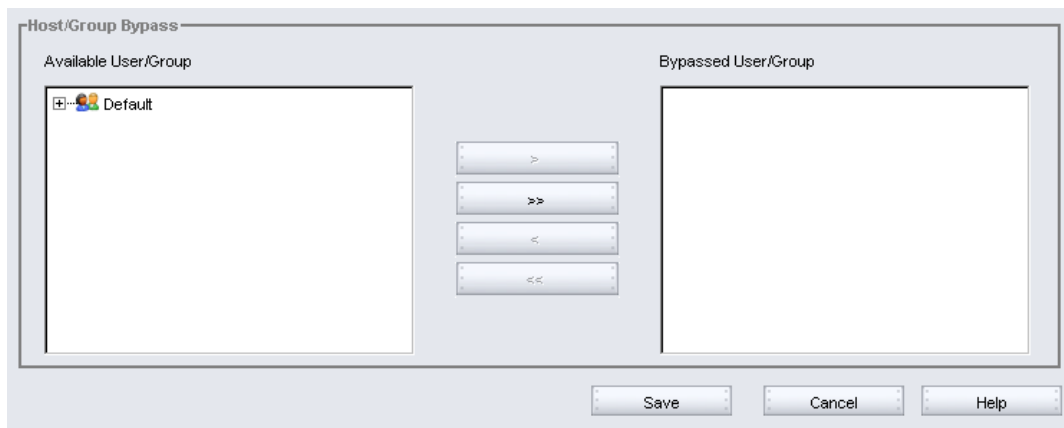 Host/Group Bypass
Available User/Group
Bypassed User/Group
Default
>
>>
<
<<
Save
Cancel
Help